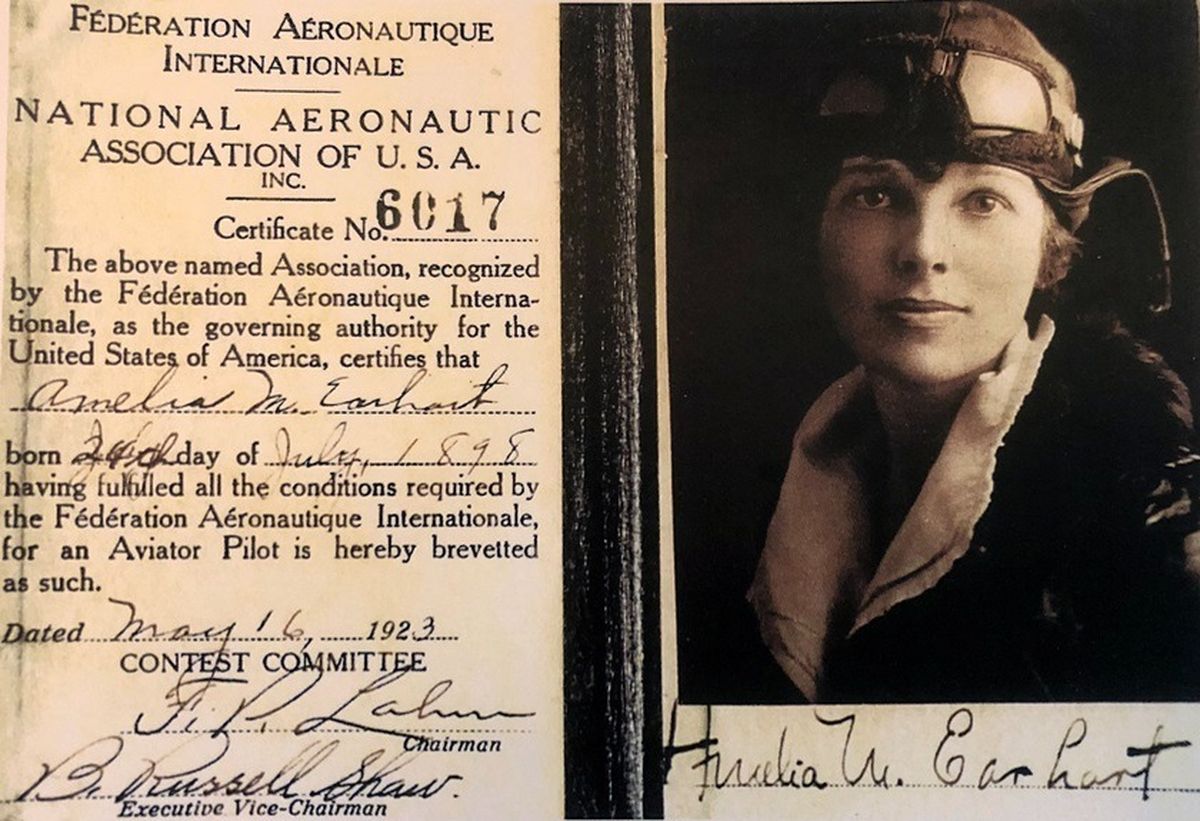 FÉDÉRATION AÉRONAUTIQUE
INTERNATIONALE
NATIONAL AERONAUTIC
ASSOCIATION OF U. S. A.
INC.
Certificate No. 6017
The above named Association, recognized
by the Fédération Aéronautique Interna-
tionale, as the governing authority for the
United States of America, certifies that
Amelia M. Earhart
born 24th day of July, 1898
having fulfilled all the conditions required by
the Fédération Aéronautique Internationale,
for an Aviator Pilot is hereby brevetted
as such.
Dated May 16, 1923
CONTEST COMMITTEE
F. P. Lahm
Chairman
B. Russell Shaw.
Executive Vice-Chairman
Amelia M. Earhart